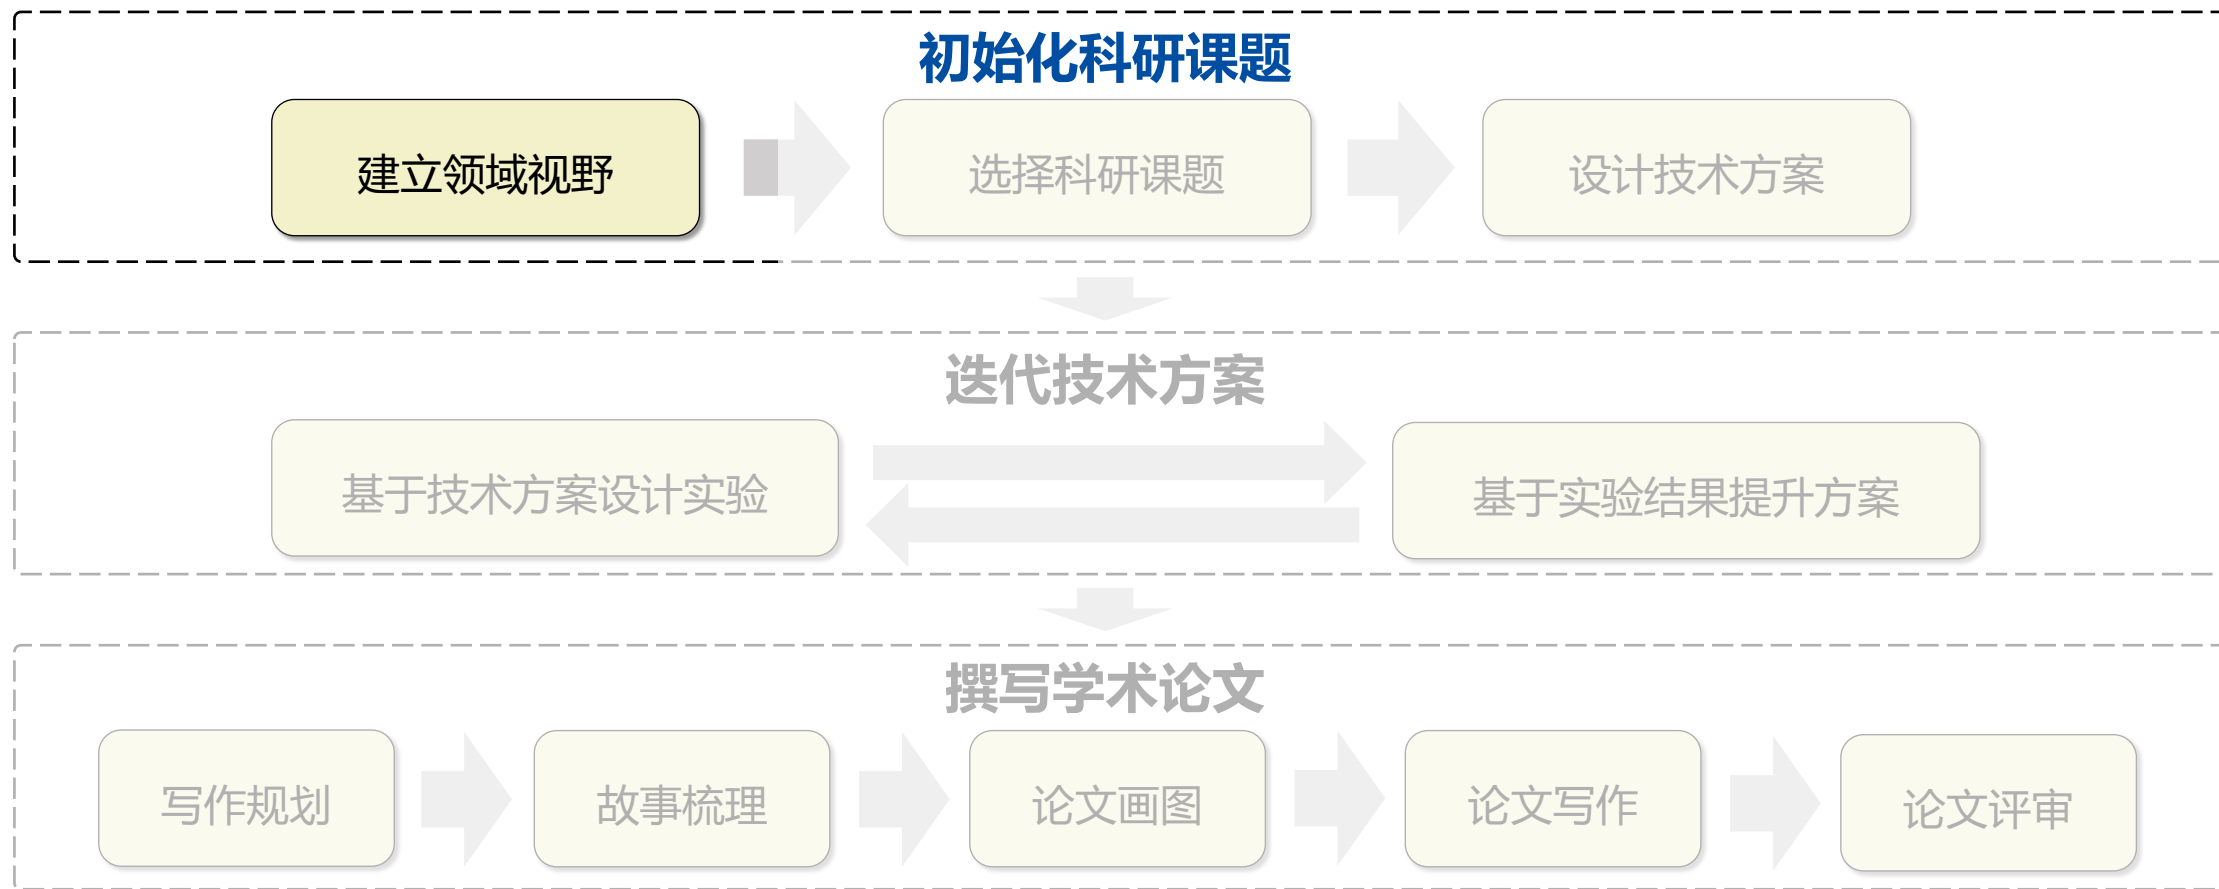 初始化科研课题
建立领域视野
选择科研课题
设计技术方案
迭代技术方案
基于技术方案设计实验
基于实验结果提升方案
撰写学术论文
写作规划
故事梳理
论文画图
论文写作
论文评审